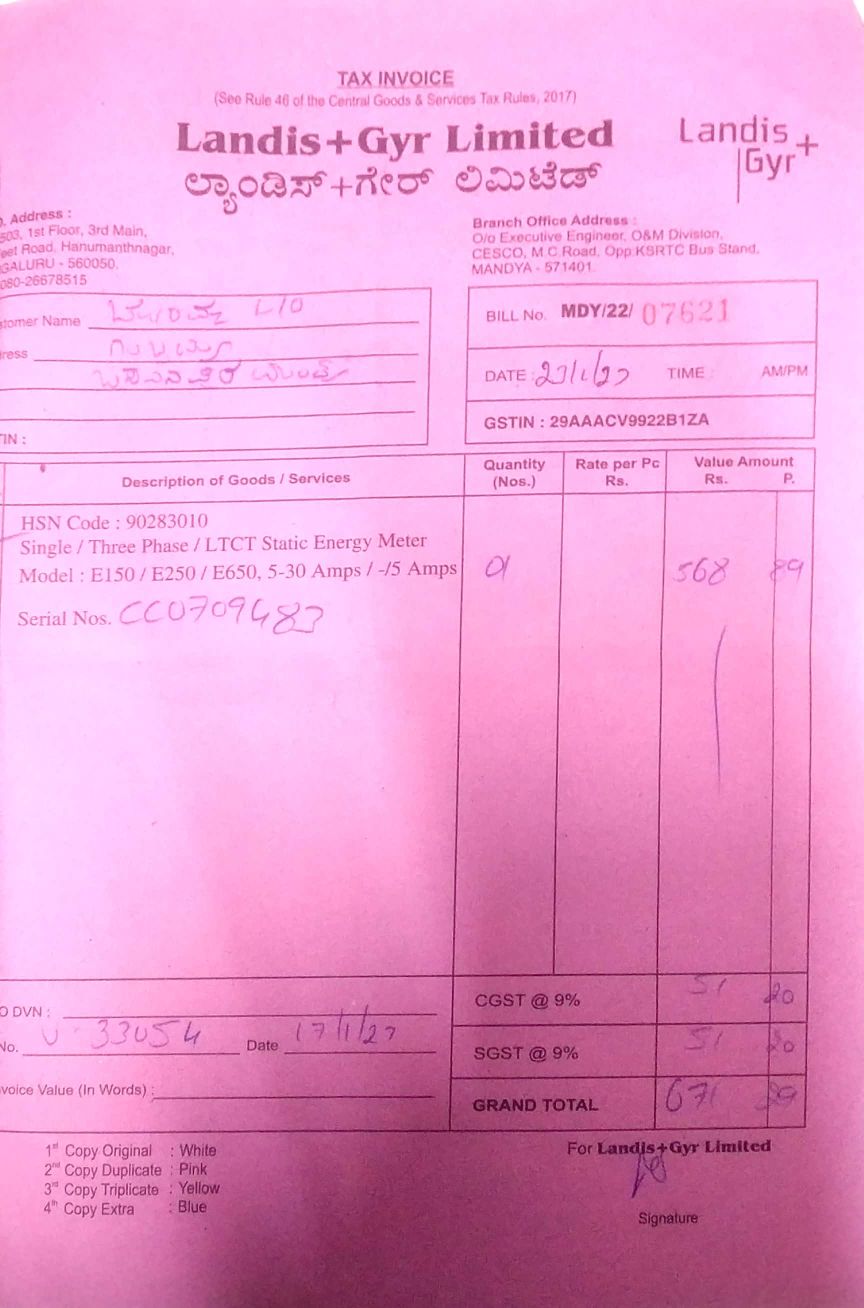 TAX INVOICE
(See Rule 46 of the Central Goods & Services Tax Rules, 2017)
Landis+Gyr Limited
ಲ್ಯಾಂಡಿಸ್+ಗೇರ್ ಲಿಮಿಟೆಡ್
Landis
Gyr+
. Address :
503, 1st Floor, 3rd Main,
eet Road, Hanumanthnagar,
GALURU - 560050.
080-26678515
Branch Office Address :
O/o Executive Engineer, O&M Division,
CESCO, M.C Road, Opp.KSRTC Bus Stand.
MANDYA - 571401.
stomer Name
ress
TIN :
BILL No. MDY/22/ 07621
DATE : TIME : AM/PM
GSTIN : 29AAACV9922B1ZA
Description of Goods / Services
Quantity (Nos.)
Rate per Pc Rs.
Value Amount Rs. P.
HSN Code : 90283010
Single / Three Phase / LTCT Static Energy Meter
Model : E150 / E250 / E650, 5-30 Amps / -/5 Amps 01 568 89
Serial Nos. CC0709483
CGST @ 9% 51 20
O DVN :
No. 33054 Date 17/1/23
SGST @ 9% 51 20
voice Value (In Words) :
GRAND TOTAL 671
1st Copy Original : White
2nd Copy Duplicate : Pink
3rd Copy Triplicate : Yellow
4th Copy Extra : Blue
For Landis+Gyr Limited
Signature